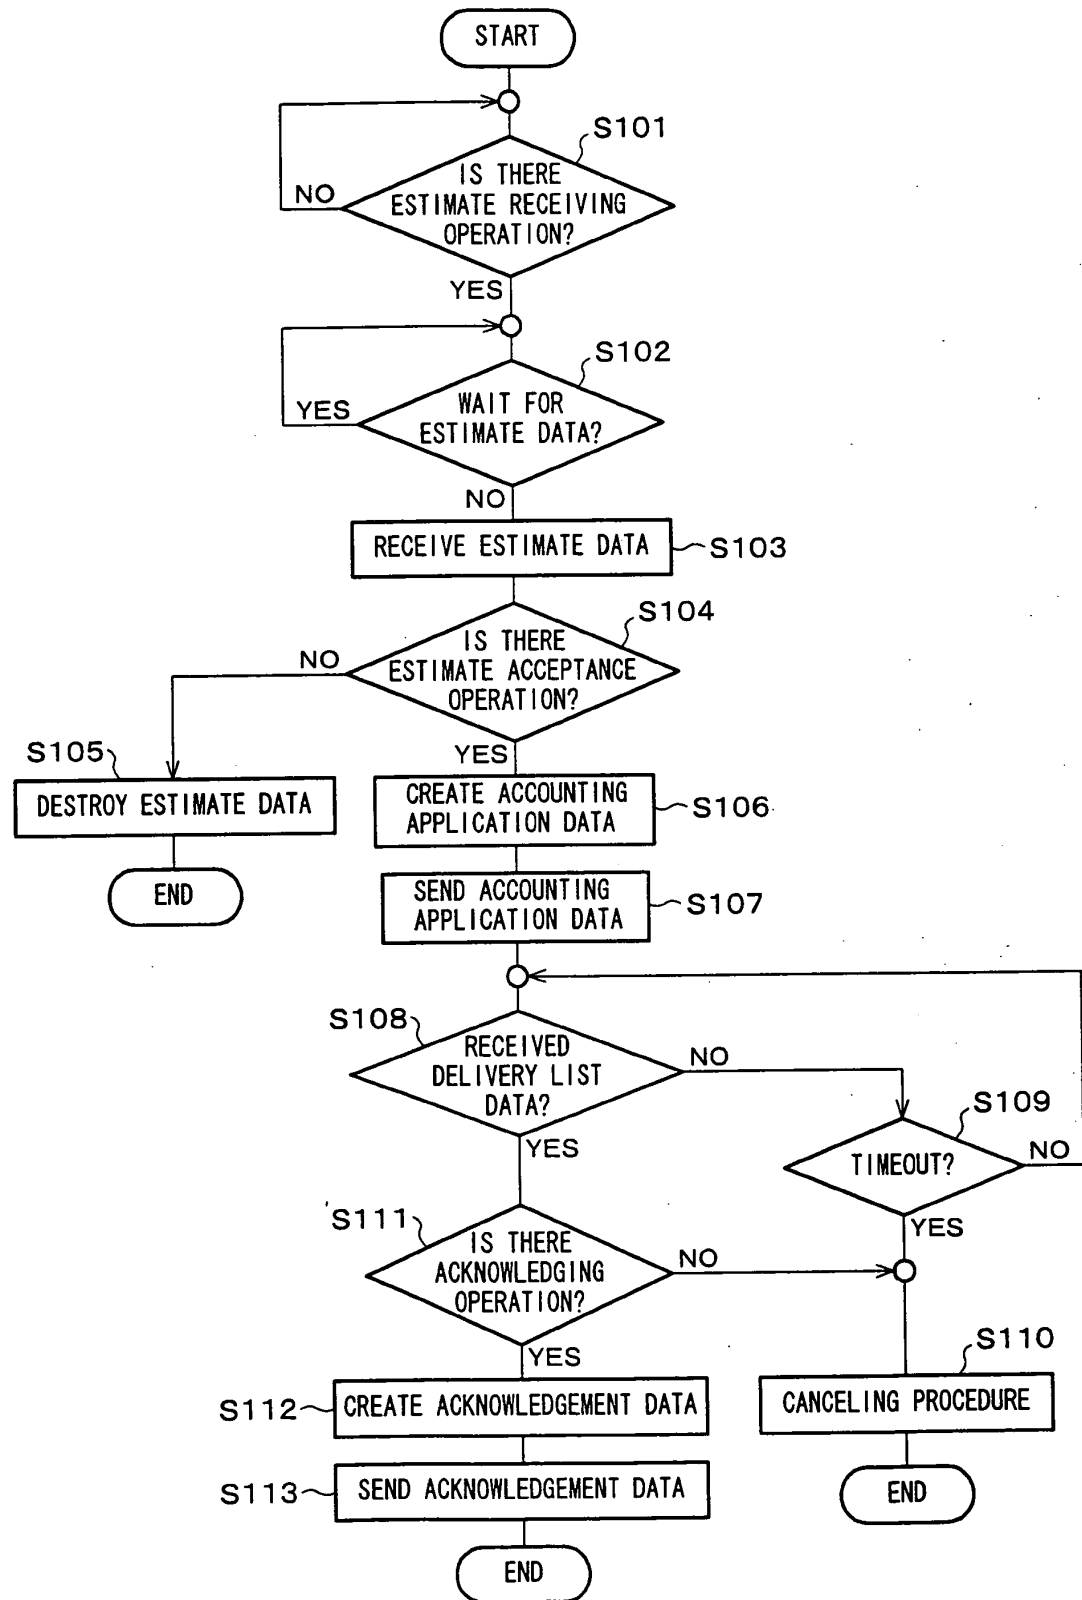 START
S101
IS THERE
ESTIMATE RECEIVING
OPERATION?
NO
YES
S102
WAIT FOR
ESTIMATE DATA?
YES
NO
RECEIVE ESTIMATE DATA
S103
S104
IS THERE
ESTIMATE ACCEPTANCE
OPERATION?
NO
YES
S105
DESTROY ESTIMATE DATA
END
CREATE ACCOUNTING
APPLICATION DATA
S106
SEND ACCOUNTING
APPLICATION DATA
S107
S108
RECEIVED
DELIVERY LIST
DATA?
NO
YES
S109
TIMEOUT?
NO
YES
S111
IS THERE
ACKNOWLEDGING
OPERATION?
NO
YES
S110
CANCELING PROCEDURE
END
S112
CREATE ACKNOWLEDGEMENT DATA
S113
SEND ACKNOWLEDGEMENT DATA
END